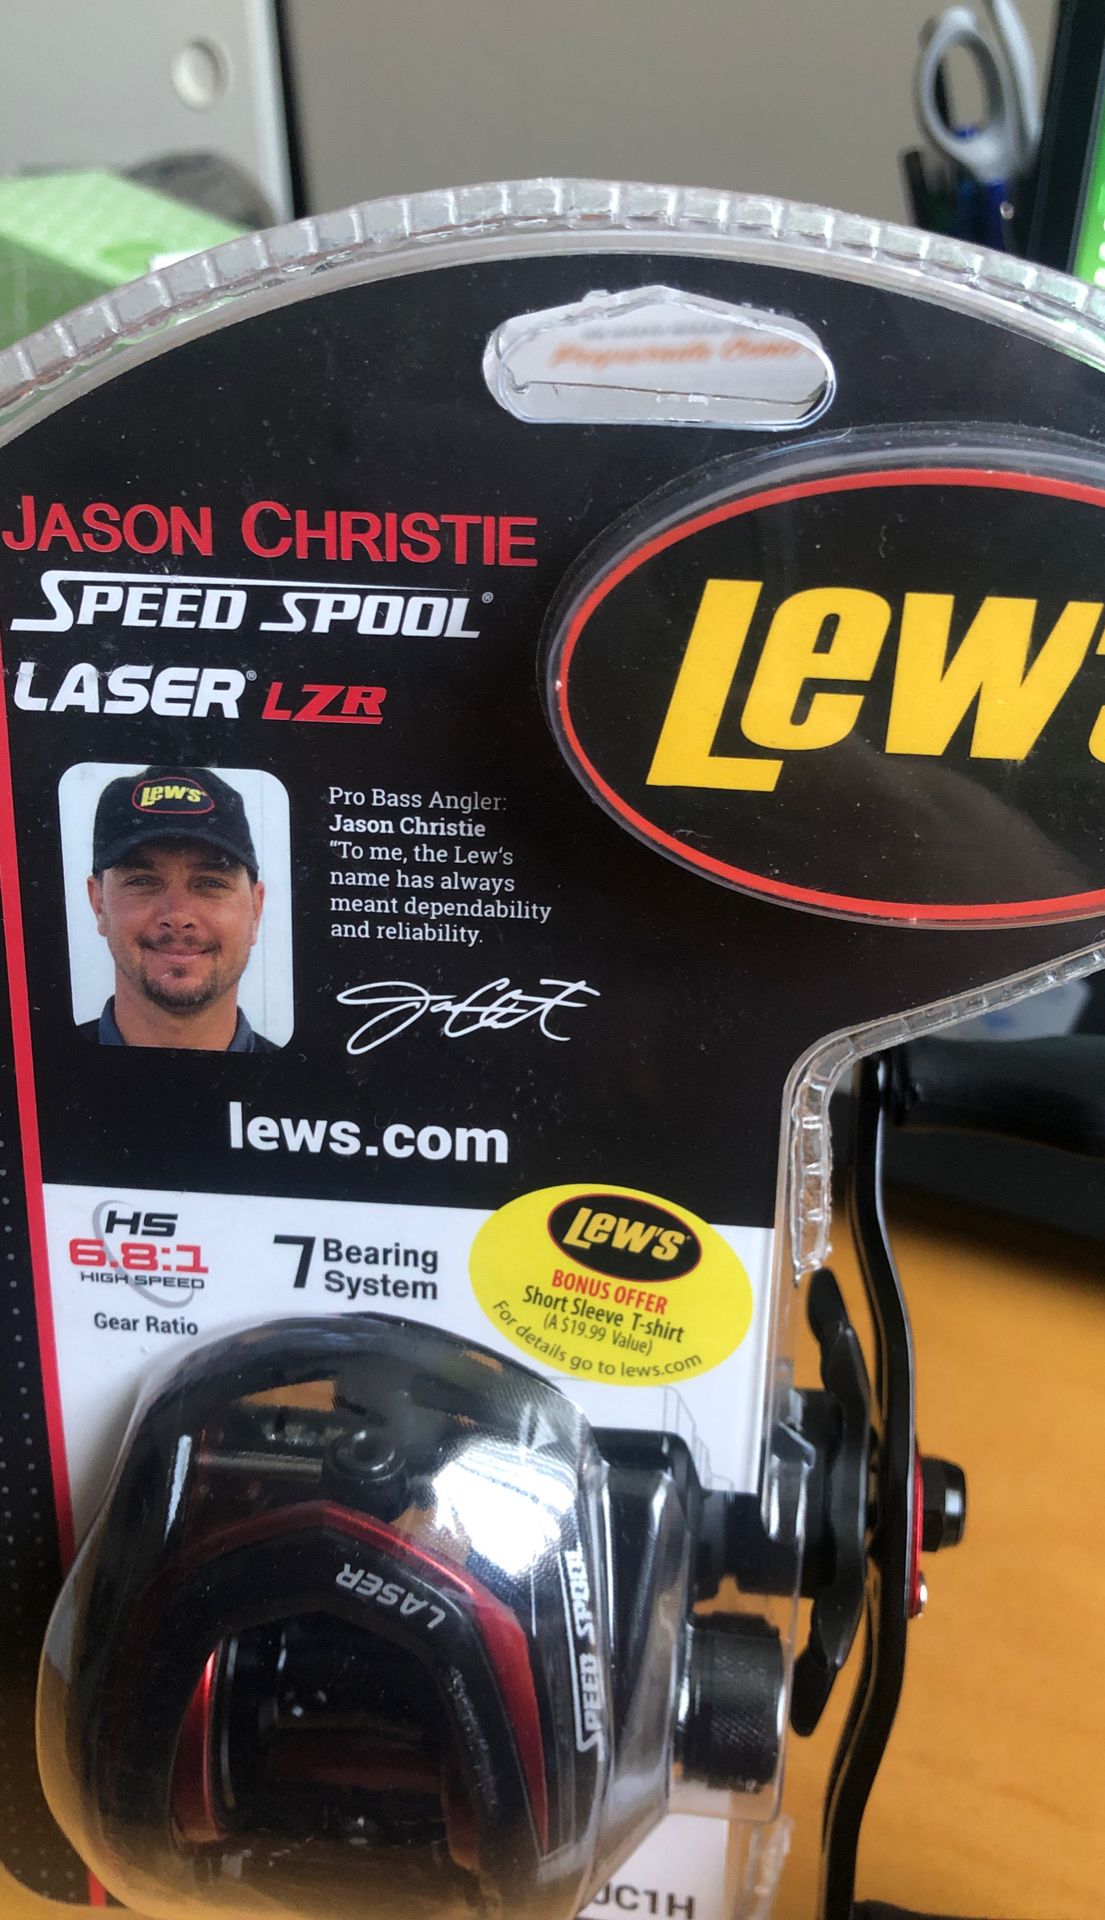 JASON CHRISTIE
SPEED SPOOL®
LASER® LZR
Lew's
Lew's
Pro Bass Angler:
Jason Christie
"To me, the Lew's
name has always
meant dependability
and reliability.
lews.com
HS
6.8:1
HIGH SPEED
Gear Ratio
7 Bearing
System
Lew's
BONUS OFFER
Short Sleeve T-shirt
(A $19.99 Value)
For details go to lews.com
LASER
SPEED SPOOL
JC1H